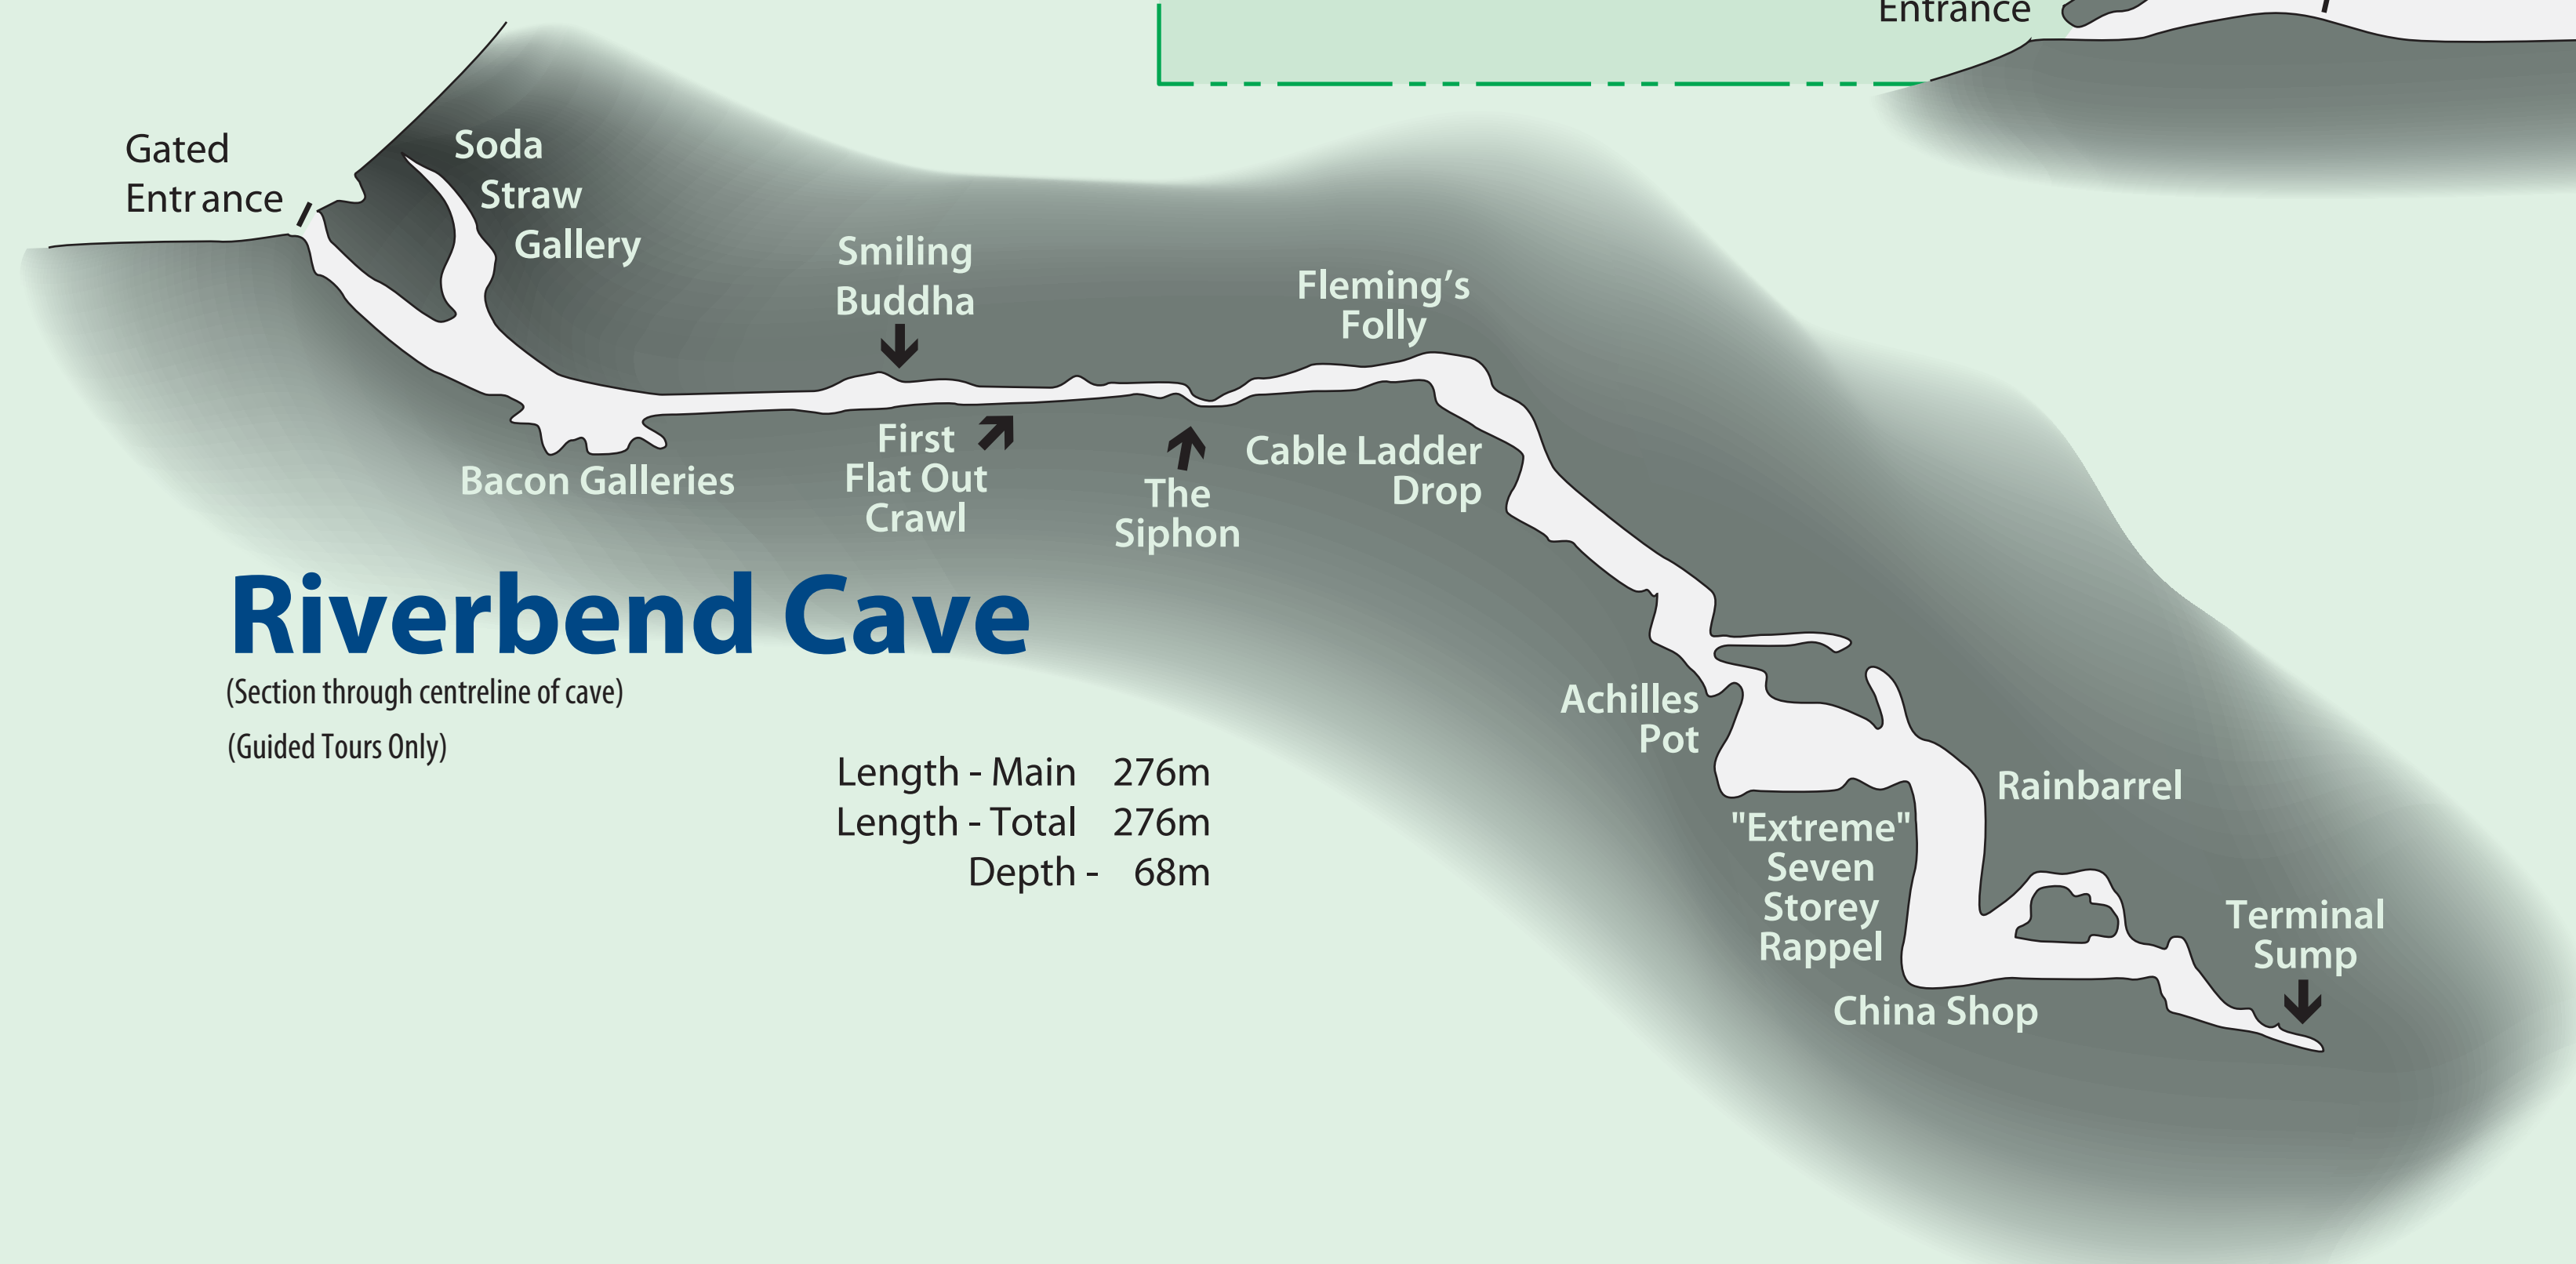 Entrance
Gated
Entrance
Soda
Straw
Gallery
Smiling
Buddha
Fleming’s
Folly
First
Flat Out
Crawl
Cable Ladder
Drop
Bacon Galleries
The
Siphon
Riverbend Cave
(Section through centreline of cave)
(Guided Tours Only)
Achilles
Pot
Length - Main 276m
Length - Total 276m
Depth - 68m
Rainbarrel
"Extreme"
Seven
Storey
Rappel
Terminal
Sump
China Shop